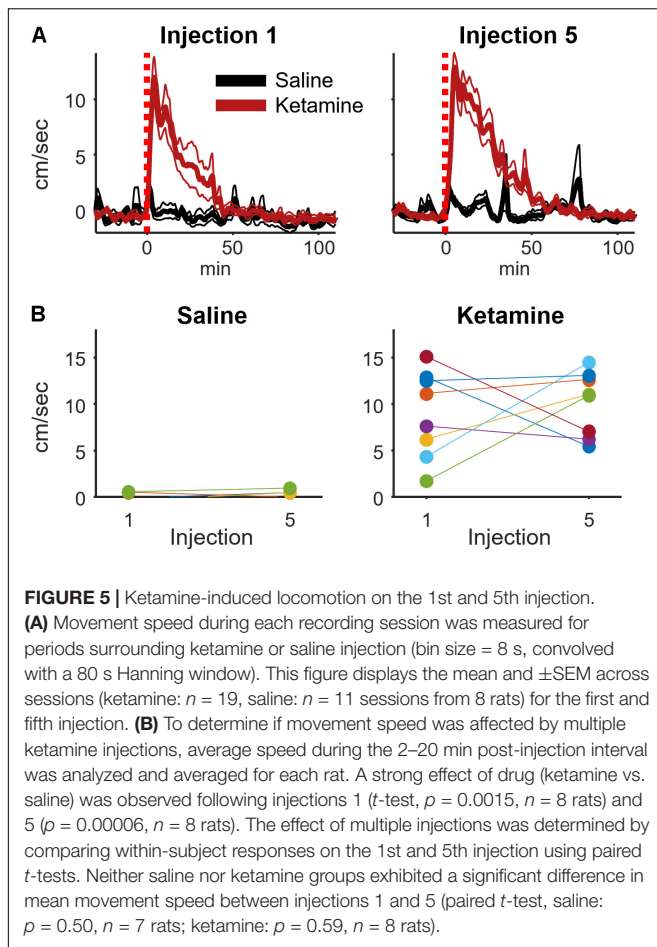 A
Injection 1
Injection 5
Saline
Ketamine
cm/sec
10
5
0
0
50
100
min
cm/sec
10
5
0
0
50
100
min
B
Saline
Ketamine
cm/sec
15
10
5
0
1
5
Injection
cm/sec
15
10
5
0
1
5
Injection
FIGURE 5 | Ketamine-induced locomotion on the 1st and 5th injection.
(A) Movement speed during each recording session was measured for
periods surrounding ketamine or saline injection (bin size = 8 s, convolved
with a 80 s Hanning window). This figure displays the mean and ±SEM across
sessions (ketamine: n = 19, saline: n = 11 sessions from 8 rats) for the first and
fifth injection. (B) To determine if movement speed was affected by multiple
ketamine injections, average speed during the 2–20 min post-injection interval
was analyzed and averaged for each rat. A strong effect of drug (ketamine vs.
saline) was observed following injections 1 (t-test, p = 0.0015, n = 8 rats) and
5 (p = 0.00006, n = 8 rats). The effect of multiple injections was determined by
comparing within-subject responses on the 1st and 5th injection using paired
t-tests. Neither saline nor ketamine groups exhibited a significant difference in
mean movement speed between injections 1 and 5 (paired t-test, saline:
p = 0.50, n = 7 rats; ketamine: p = 0.59, n = 8 rats).